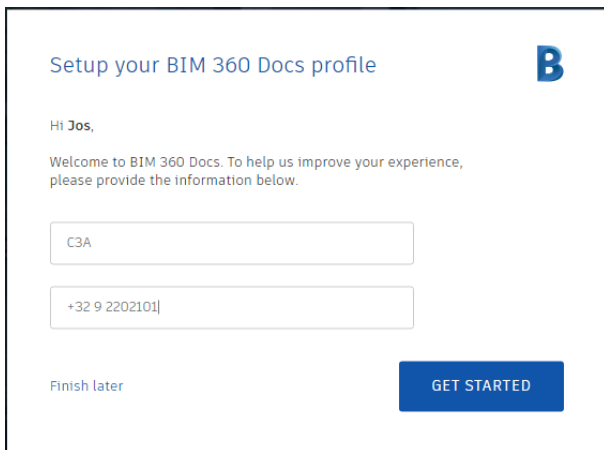 Setup your BIM 360 Docs profile
B
Hi Jos,
Welcome to BIM 360 Docs. To help us improve your experience,
please provide the information below.
C3A
+32 9 2202101
Finish later
GET STARTED